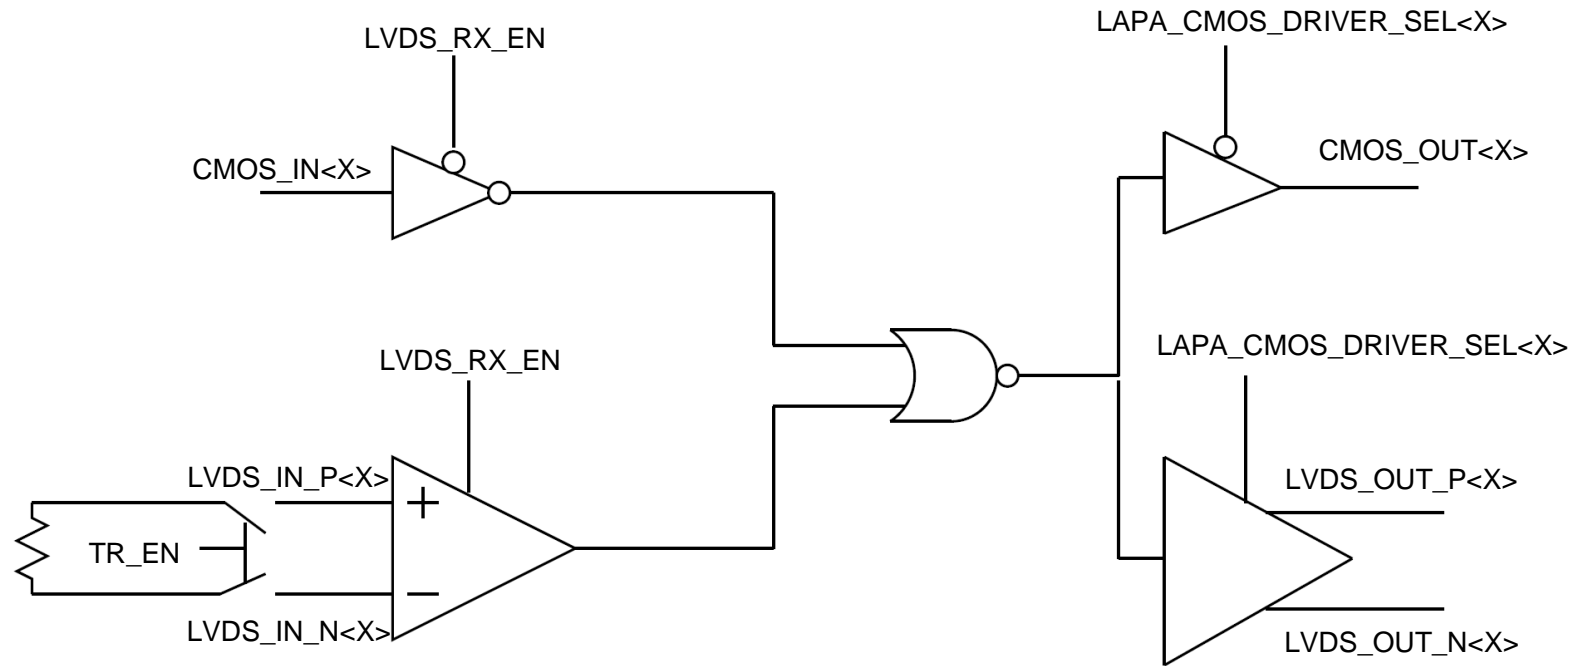 LAPA_CMOS_DRIVER_SEL<X>
LVDS_RX_EN
CMOS_OUT<X>
CMOS_IN<X>
LAPA_CMOS_DRIVER_SEL<X>
LVDS_RX_EN
LVDS_IN_P<X>
LVDS_OUT_P<X>
TR_EN
LVDS_IN_N<X>
LVDS_OUT_N<X>